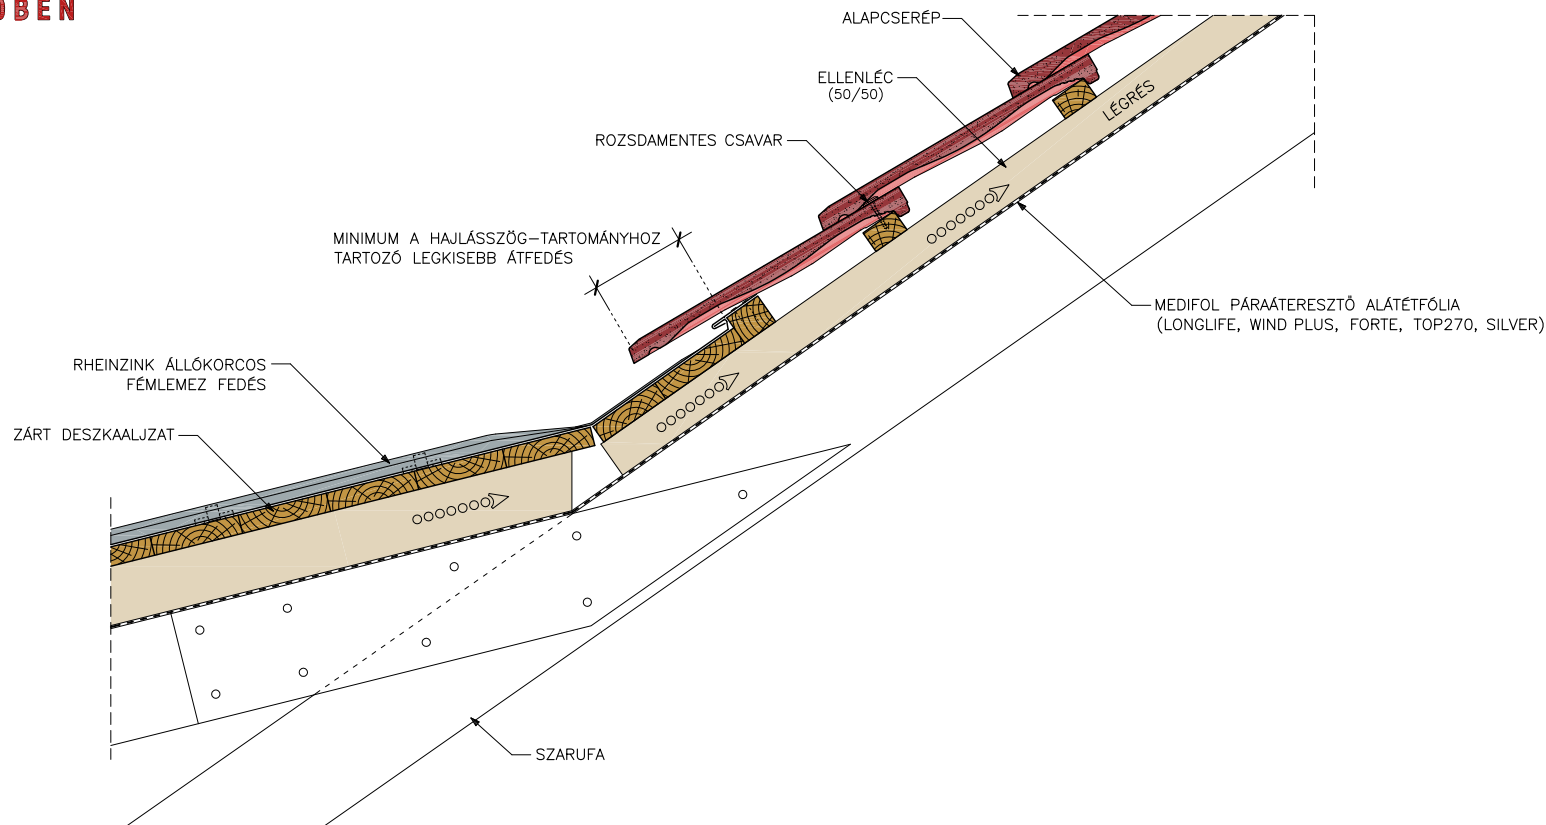 ALAPCSERÉP
ELLENLÉC
(50/50)
LÉGRÉS
ROZSDAMENTES CSAVAR
MINIMUM A HAJLÁSSZÖG-TARTOMÁNYHOZ
TARTOZÓ LEGKISEBB ÁTFEDÉS
MEDIFOL PÁRAÁTERESZTŐ ALÁTÉTFÓLIA
(LONGLIFE, WIND PLUS, FORTE, TOP270, SILVER)
RHEINZINK ÁLLÓKORCOS
FÉMLEMEZ FEDÉS
ZÁRT DESZKAALJZAT
SZARUFA